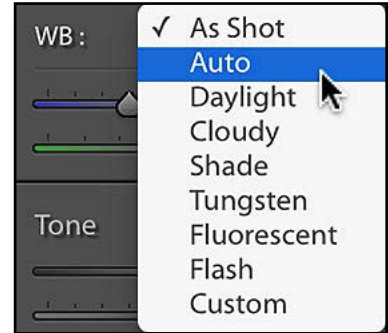 WB:
✓ As Shot
Auto
Daylight
Cloudy
Shade
Tungsten
Tone
Fluorescent
Flash
Custom